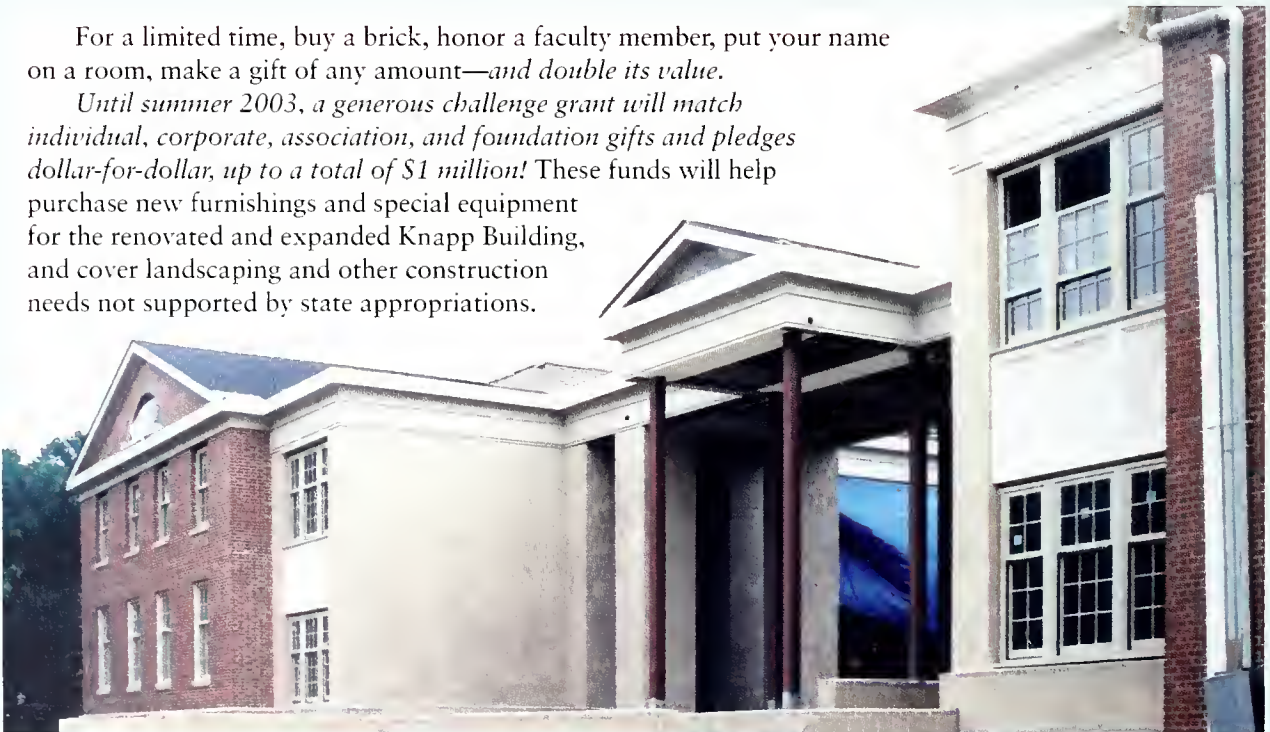 For a limited time, buy a brick, honor a faculty member, put your name
on a room, make a gift of any amount—and double its value.
Until summer 2003, a generous challenge grant will match
individual, corporate, association, and foundation gifts and pledges
dollar-for-dollar, up to a total of $1 million! These funds will help
purchase new furnishings and special equipment
for the renovated and expanded Knapp Building,
and cover landscaping and other construction
needs not supported by state appropriations.